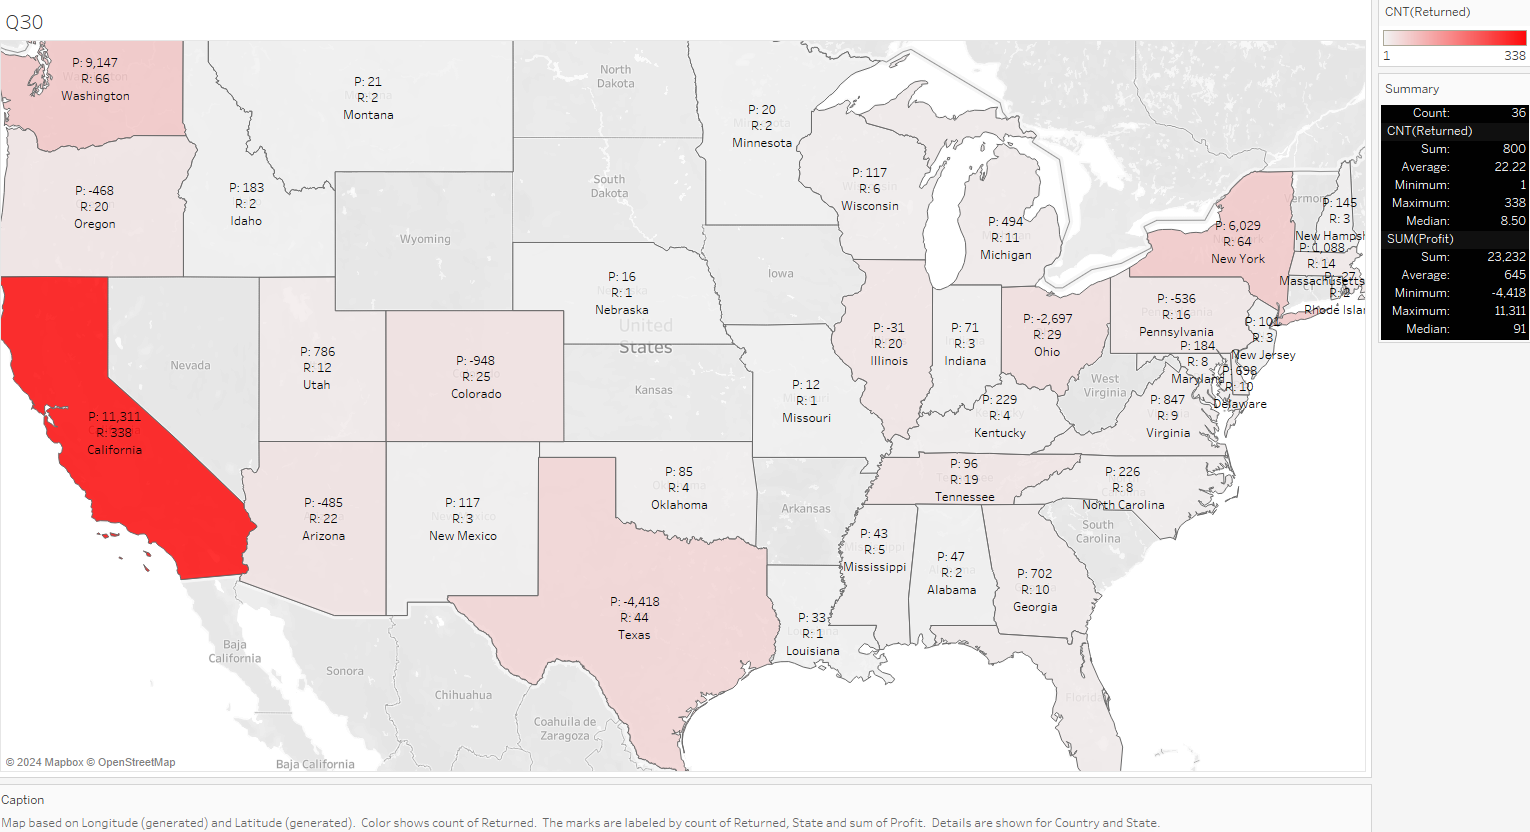 Q30
P: 9,147
R: 66
Washington
P: 21
R: 2
Montana
North
Dakota
P: 20
R: 2
Minnesota
P: -468
R: 20
Oregon
P: 183
R: 2
Idaho
South
Dakota
P: 117
R: 6
Wisconsin
Wyoming
P: 494
R: 11
Michigan
P: 6,029
R: 64
New York
Vermont
P: 145
R: 3
New Hampsh
P: 1,088
R: 14
Massachusetts
P: -27
R: 2
Rhode Islan
P: 16
R: 1
Nebraska
Iowa
United
States
P: -31
R: 20
Illinois
P: 71
R: 3
Indiana
P: -2,697
R: 29
Ohio
P: -536
R: 16
Pennsylvania
P: 101
R: 3
New Jersey
P: 184
R: 8
Maryland
P: 698
R: 10
Delaware
Nevada
P: 786
R: 12
Utah
P: -948
R: 25
Colorado
Kansas
P: 12
R: 1
Missouri
P: 229
R: 4
Kentucky
West
Virginia
P: 847
R: 9
Virginia
P: 11,311
R: 338
California
P: -485
R: 22
Arizona
P: 117
R: 3
New Mexico
P: 85
R: 4
Oklahoma
Arkansas
P: 96
R: 19
Tennessee
P: 226
R: 8
North Carolina
South
Carolina
P: 43
R: 5
Mississippi
P: 47
R: 2
Alabama
P: 702
R: 10
Georgia
P: -4,418
R: 44
Texas
P: 33
R: 1
Louisiana
Florida
Baja
California
Sonora
Chihuahua
Coahuila de
Zaragoza
Baja California
© 2024 Mapbox © OpenStreetMap
CNT(Returned)
1 338
Summary
Count: 36
CNT(Returned)
Sum: 800
Average: 22.22
Minimum: 1
Maximum: 338
Median: 8.50
SUM(Profit)
Sum: 23,232
Average: 645
Minimum: -4,418
Maximum: 11,311
Median: 91
Caption
Map based on Longitude (generated) and Latitude (generated).  Color shows count of Returned.  The marks are labeled by count of Returned, State and sum of Profit.  Details are shown for Country and State.